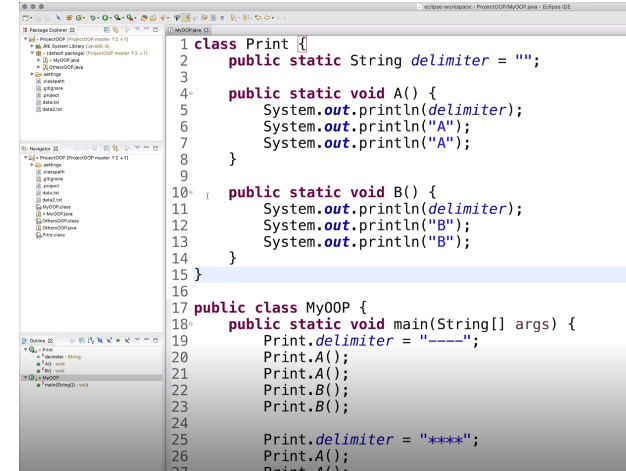 eclipse-workspace - ProjectOOP/MyOOP.java - Eclipse IDE
Package Explorer
> ProjectOOP [ProjectOOP master ↑2 +1]
JRE System Library [JavaSE-8]
> (default package) [ProjectOOP master ↑2 +1]
> MyOOP.java
OthersOOP.java
.settings
.classpath
.gitignore
.project
data.txt
data2.txt
Navigator
> ProjectOOP [ProjectOOP master ↑2 +1]
.settings
.classpath
.gitignore
.project
data.txt
data2.txt
MyOOP.class
> MyOOP.java
OthersOOP.class
OthersOOP.java
Print.class
Outline
> Print
delimiter : String
A() : void
B() : void
> MyOOP
main(String[]) : void
MyOOP.java
1 class Print {
2 public static String delimiter = "";
3
4 public static void A() {
5 System.out.println(delimiter);
6 System.out.println("A");
7 System.out.println("A");
8 }
9
10 public static void B() {
11 System.out.println(delimiter);
12 System.out.println("B");
13 System.out.println("B");
14 }
15 }
16
17 public class MyOOP {
18 public static void main(String[] args) {
19 Print.delimiter = "----";
20 Print.A();
21 Print.A();
22 Print.B();
23 Print.B();
24
25 Print.delimiter = "****";
26 Print.A();
27 Print.A();